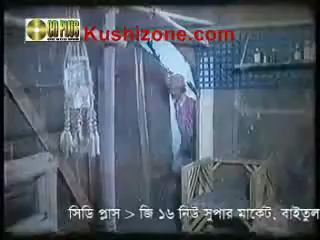 CD PLUS
Kushizone.com
সিডি প্লাস > জি ১৬ নিউ সুপার মার্কেট, বাইতুল